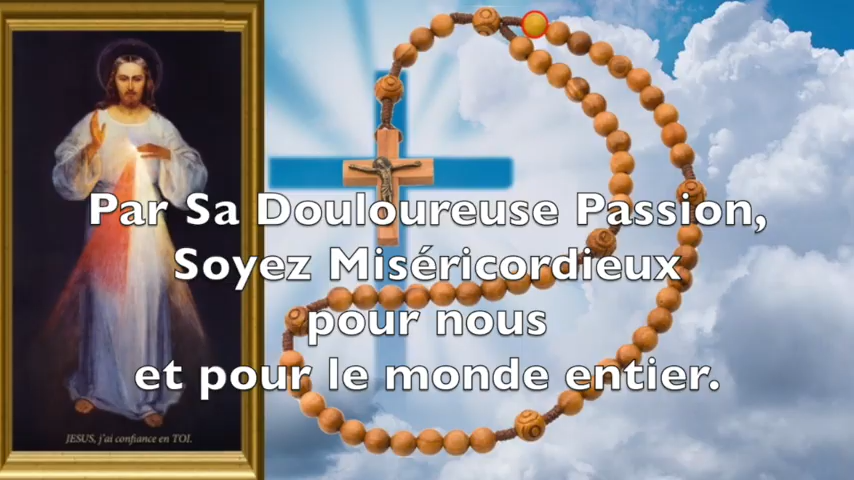 Par Sa Douloureuse Passion,
Soyez Miséricordieux
pour nous
et pour le monde entier.
JESUS, j'ai confiance en TOI.